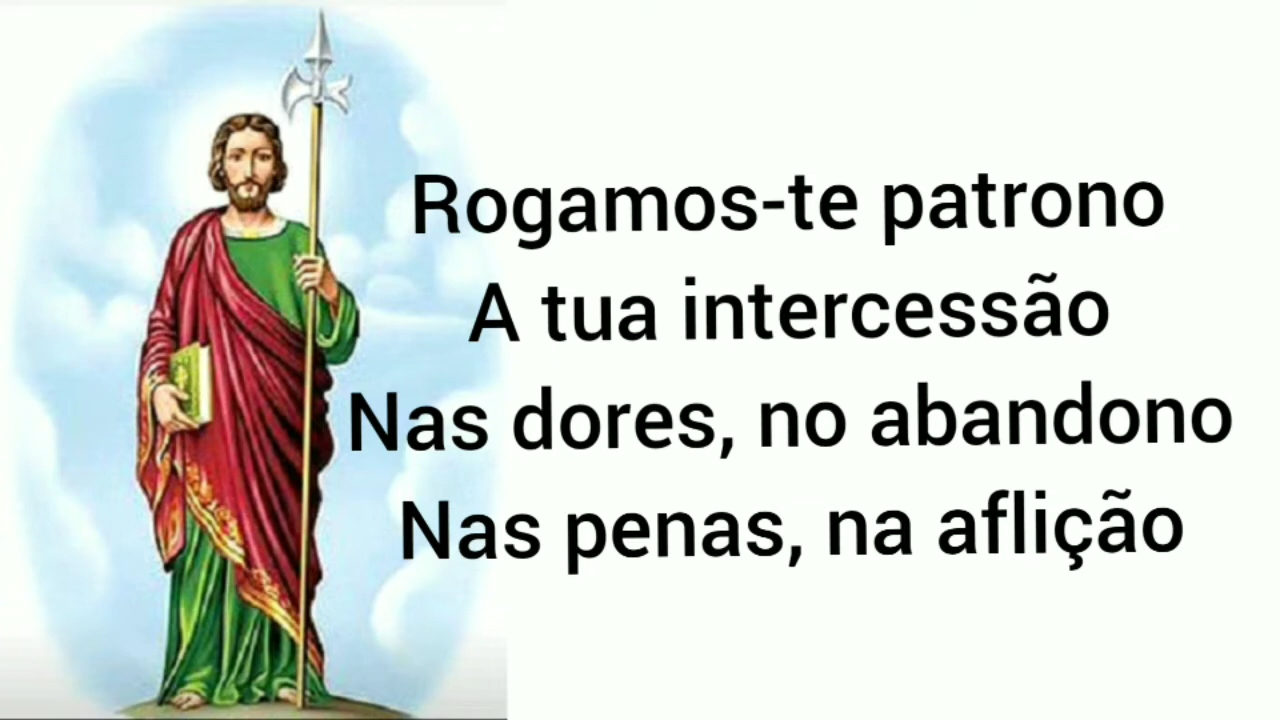 Rogamos-te patrono
A tua intercessão
Nas dores, no abandono
Nas penas, na aflição